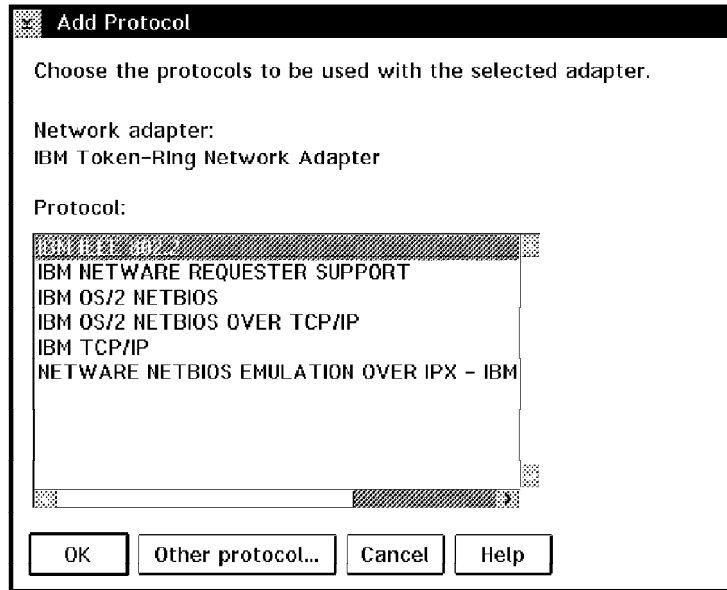 Add Protocol
Choose the protocols to be used with the selected adapter.
Network adapter:
IBM Token-RIng Network Adapter
Protocol:
IBM IEEE 802.2
IBM NETWARE REQUESTER SUPPORT
IBM OS/2 NETBIOS
IBM OS/2 NETBIOS OVER TCP/IP
IBM TCP/IP
NETWARE NETBIOS EMULATION OVER IPX - IBM
OK Other protocol... Cancel Help